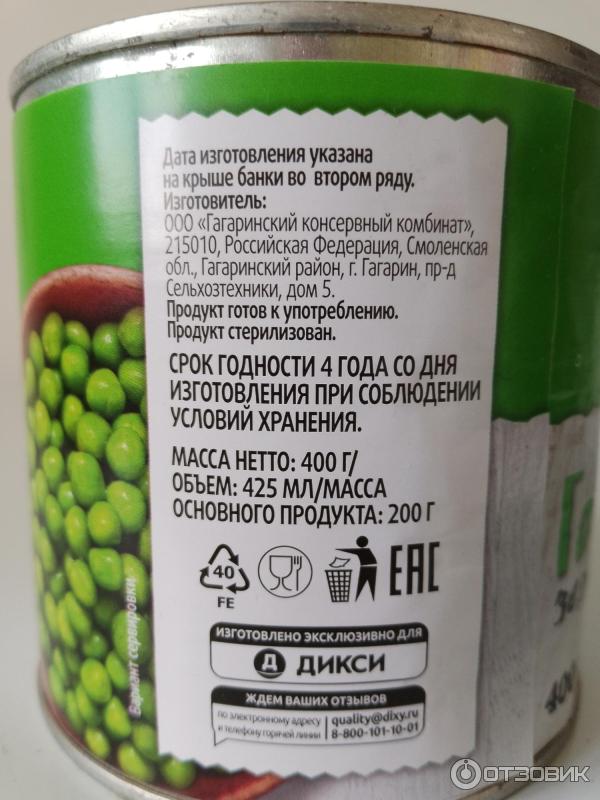 Дата изготовления указана
на крыше банки во втором ряду.
Изготовитель:
ООО «Гагаринский консервный комбинат»,
215010, Российская Федерация, Смоленская
обл., Гагаринский район, г. Гагарин, пр-д
Сельхозтехники, дом 5.
Продукт готов к употреблению.
Продукт стерилизован.
СРОК ГОДНОСТИ 4 ГОДА СО ДНЯ
ИЗГОТОВЛЕНИЯ ПРИ СОБЛЮДЕНИИ
УСЛОВИЙ ХРАНЕНИЯ.
МАССА НЕТТО: 400 Г/
ОБЪЕМ: 425 МЛ/МАССА
ОСНОВНОГО ПРОДУКТА: 200 Г
40
FE
EAC
ИЗГОТОВЛЕНО ЭКСКЛЮЗИВНО ДЛЯ
Д ДИКСИ
ЖДЕМ ВАШИХ ОТЗЫВОВ
по электронному адресу
и телефону горячей линии
quality@dixy.ru
8-800-101-10-01
Вариант сервировки
400
ОТЗОВИК